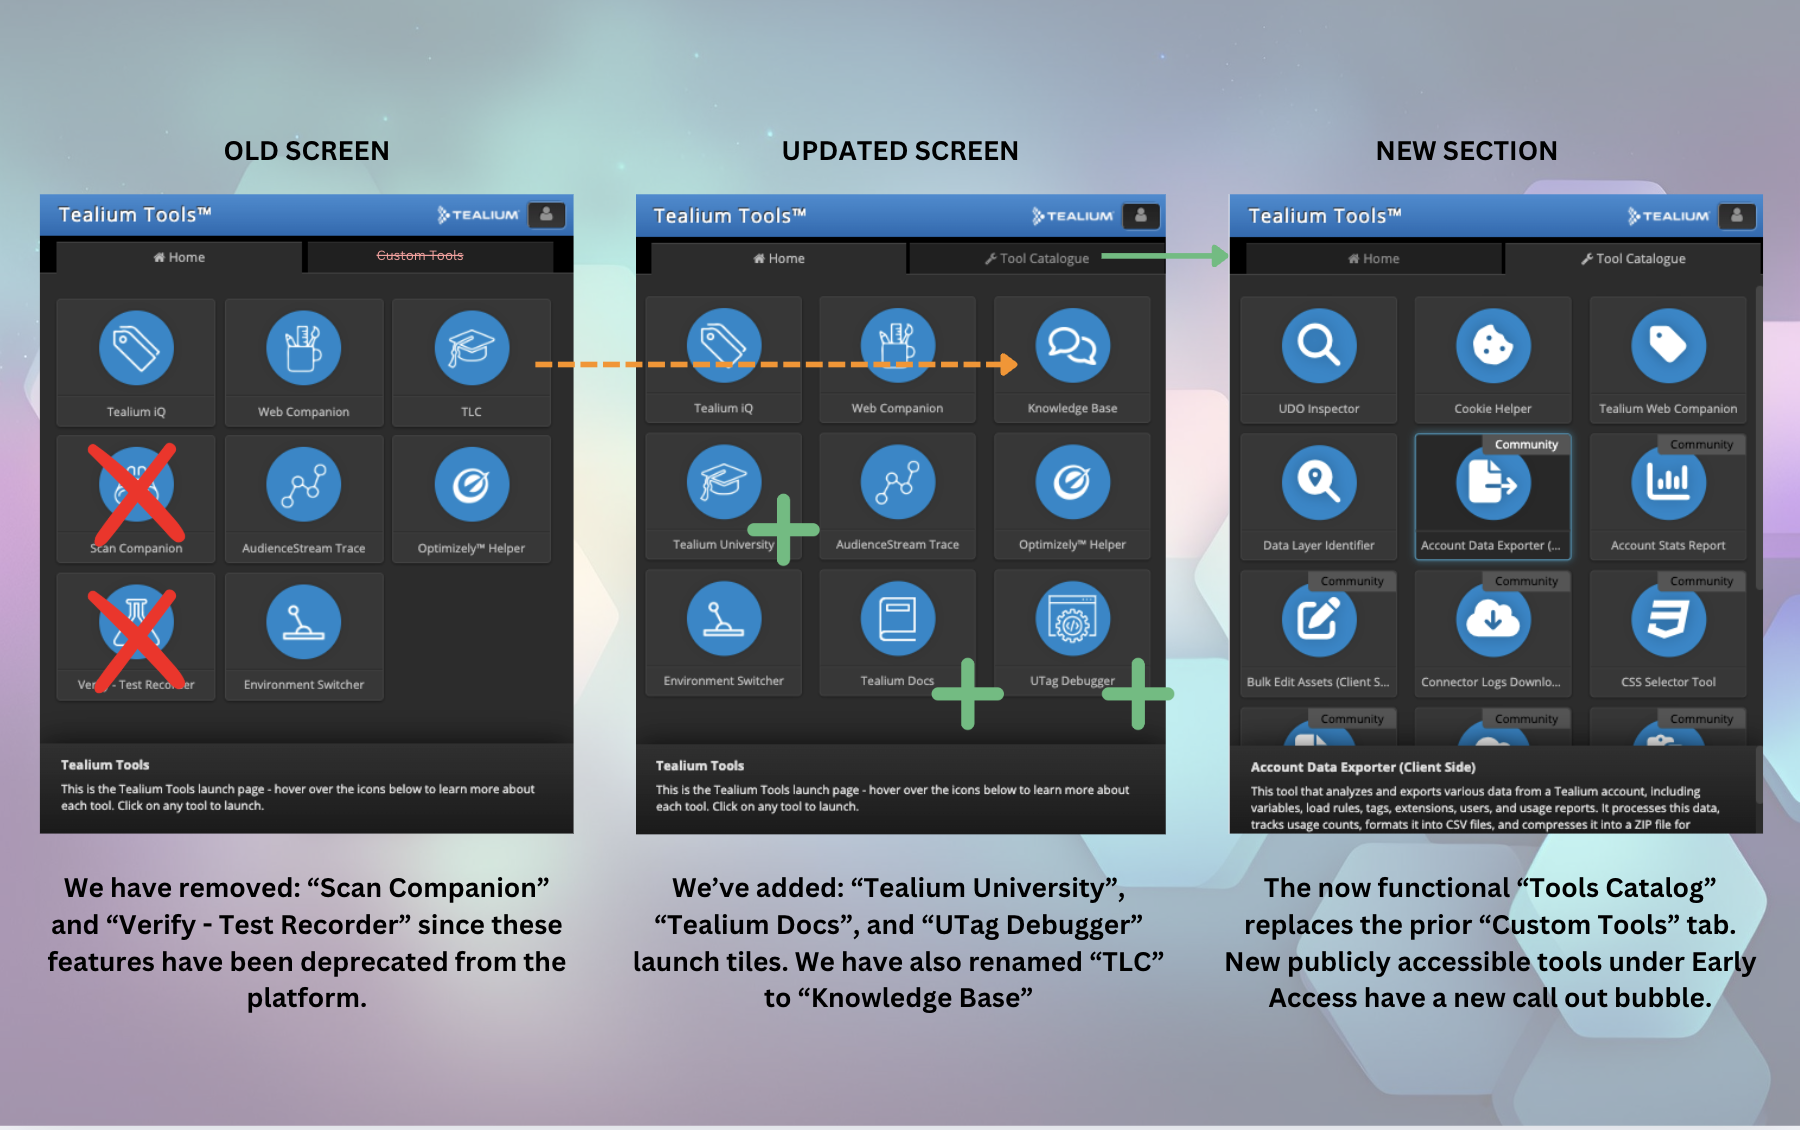 OLD SCREEN
Tealium Tools™
TEALIUM
Home
Custom Tools
Tealium iQ
Web Companion
TLC
Scan Companion
AudienceStream Trace
Optimizely™ Helper
Verify - Test Recorder
Environment Switcher
Tealium Tools
This is the Tealium Tools launch page - hover over the icons below to learn more about
each tool. Click on any tool to launch.
We have removed: “Scan Companion”
and “Verify - Test Recorder” since these
features have been deprecated from the
platform.
UPDATED SCREEN
Tealium Tools™
TEALIUM
Home
Tool Catalogue
Tealium iQ
Web Companion
Knowledge Base
Tealium University
AudienceStream Trace
Optimizely™ Helper
Environment Switcher
Tealium Docs
UTag Debugger
Tealium Tools
This is the Tealium Tools launch page - hover over the icons below to learn more about
each tool. Click on any tool to launch.
We’ve added: “Tealium University”,
“Tealium Docs”, and “UTag Debugger”
launch tiles. We have also renamed “TLC”
to “Knowledge Base”
NEW SECTION
Tealium Tools™
TEALIUM
Home
Tool Catalogue
UDO Inspector
Cookie Helper
Tealium Web Companion
Community
Community
Data Layer Identifier
Account Data Exporter (...
Account Stats Report
Community
Community
Community
Bulk Edit Assets (Client S...
Connector Logs Downlo...
CSS Selector Tool
Community
Community
Community
Account Data Exporter (Client Side)
This tool that analyzes and exports various data from a Tealium account, including
variables, load rules, tags, extensions, users, and usage reports. It processes this data,
tracks usage counts, formats it into CSV files, and compresses it into a ZIP file for
The now functional “Tools Catalog”
replaces the prior “Custom Tools” tab.
New publicly accessible tools under Early
Access have a new call out bubble.